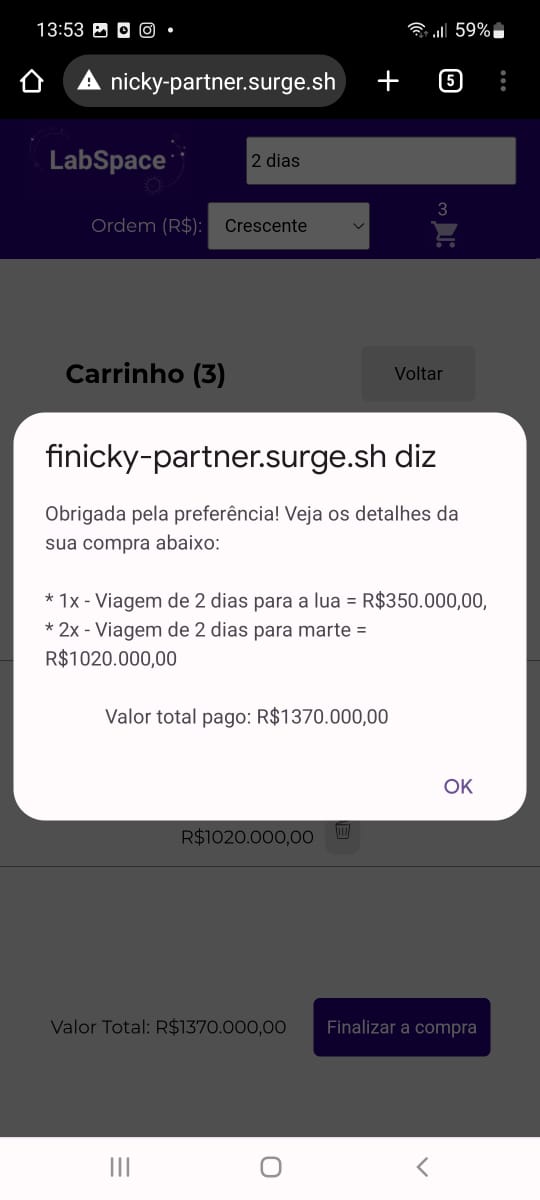 13:53
59%
nicky-partner.surge.sh
5
LabSpace
2 dias
Ordem (R$):
Crescente
3
Carrinho (3)
Voltar
finicky-partner.surge.sh diz
Obrigada pela preferência! Veja os detalhes da
sua compra abaixo:
* 1x - Viagem de 2 dias para a lua = R$350.000,00,
* 2x - Viagem de 2 dias para marte =
R$1020.000,00
Valor total pago: R$1370.000,00
OK
R$1020.000,00
Valor Total: R$1370.000,00
Finalizar a compra